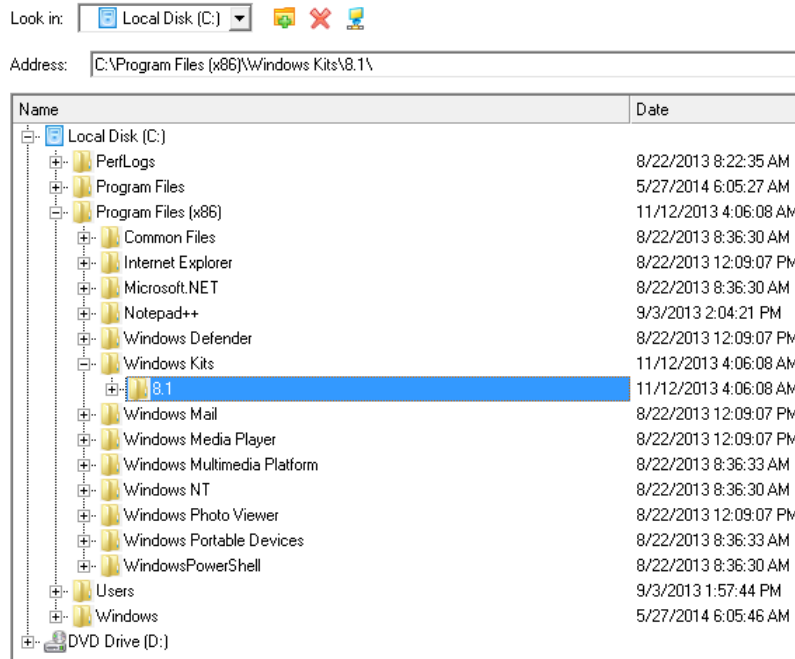 Look in: Local Disk (C:)
Address: C:\Program Files (x86)\Windows Kits\8.1\
Name Date
Local Disk (C:)
PerfLogs 8/22/2013 8:22:35 AM
Program Files 5/27/2014 6:05:27 AM
Program Files (x86) 11/12/2013 4:06:08 AM
Common Files 8/22/2013 8:36:30 AM
Internet Explorer 8/22/2013 12:09:07 PM
Microsoft.NET 8/22/2013 8:36:30 AM
Notepad++ 9/3/2013 2:04:21 PM
Windows Defender 8/22/2013 12:09:07 PM
Windows Kits 11/12/2013 4:06:08 AM
8.1 11/12/2013 4:06:08 AM
Windows Mail 8/22/2013 12:09:07 PM
Windows Media Player 8/22/2013 12:09:07 PM
Windows Multimedia Platform 8/22/2013 8:36:33 AM
Windows NT 8/22/2013 8:36:30 AM
Windows Photo Viewer 8/22/2013 12:09:07 PM
Windows Portable Devices 8/22/2013 8:36:33 AM
WindowsPowerShell 8/22/2013 8:36:30 AM
Users 9/3/2013 1:57:44 PM
Windows 5/27/2014 6:05:46 AM
DVD Drive (D:)